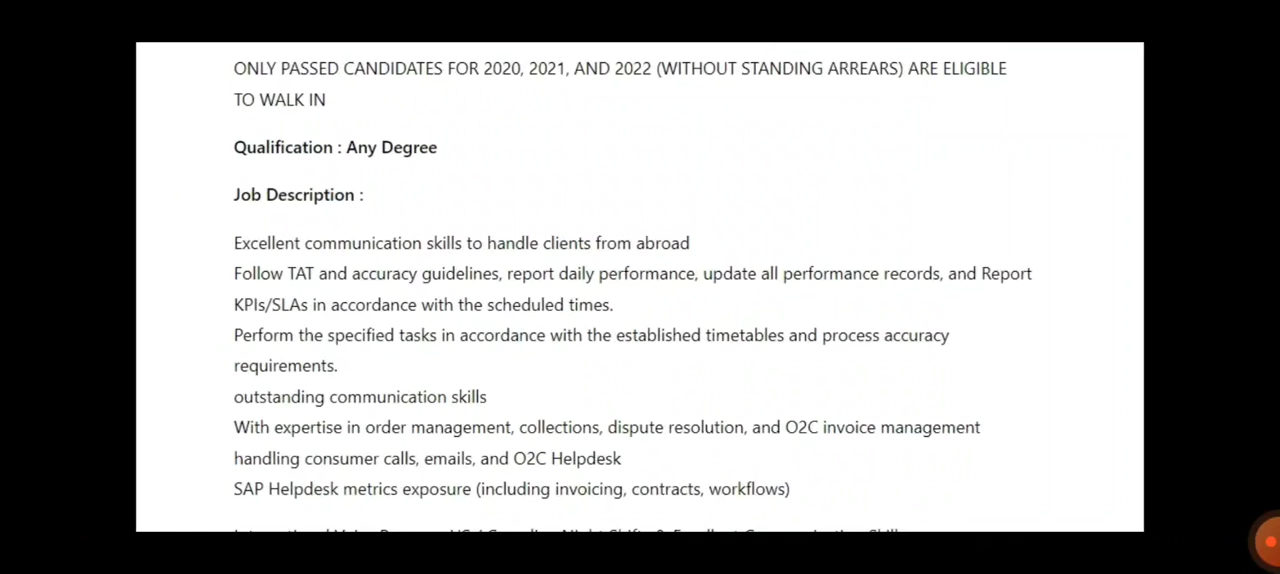 ONLY PASSED CANDIDATES FOR 2020, 2021, AND 2022 (WITHOUT STANDING ARREARS) ARE ELIGIBLE
TO WALK IN
Qualification : Any Degree
Job Description :
Excellent communication skills to handle clients from abroad
Follow TAT and accuracy guidelines, report daily performance, update all performance records, and Report
KPIs/SLAs in accordance with the scheduled times.
Perform the specified tasks in accordance with the established timetables and process accuracy
requirements.
outstanding communication skills
With expertise in order management, collections, dispute resolution, and O2C invoice management
handling consumer calls, emails, and O2C Helpdesk
SAP Helpdesk metrics exposure (including invoicing, contracts, workflows)